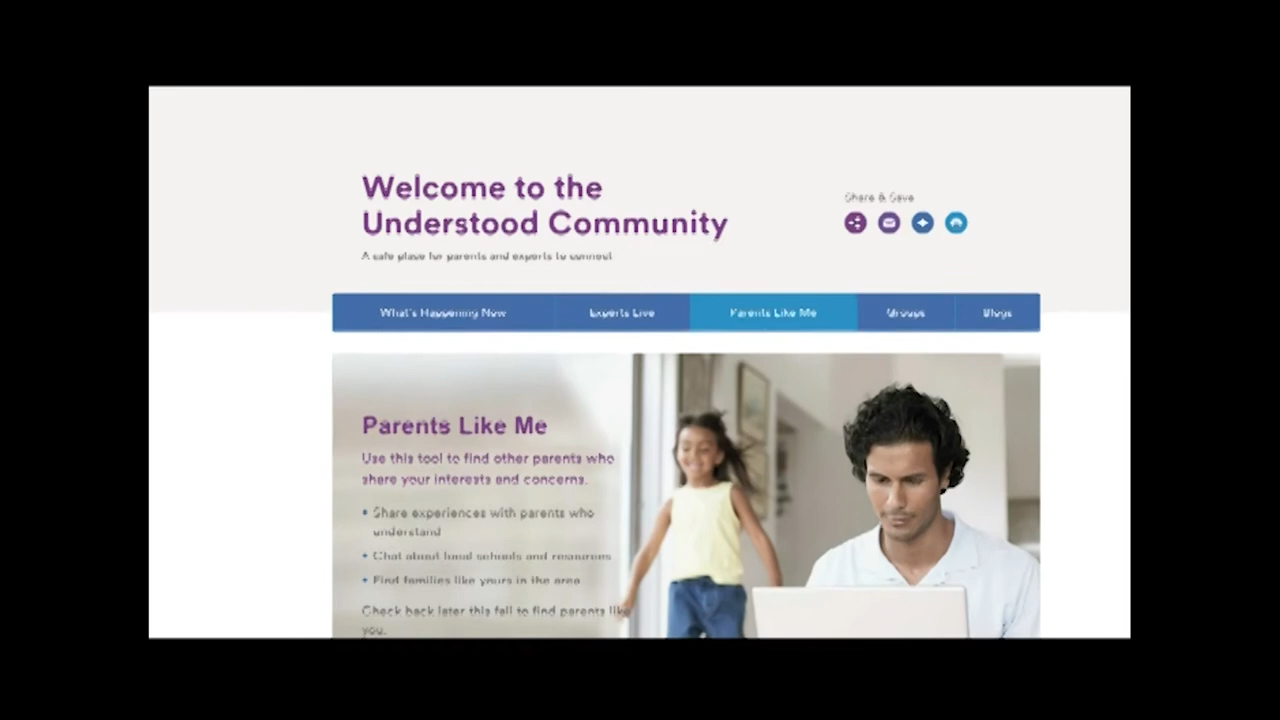 Welcome to the
Understood Community
Share & Save
A safe place for parents and experts to connect
What's Happening Now
Experts Live
Parents Like Me
Groups
Blogs
Parents Like Me
Use this tool to find other parents who
share your interests and concerns.
• Share experiences with parents who
understand
• Chat about local schools and resources
• Find families like yours in the area
Check back later this fall to find parents like
you.